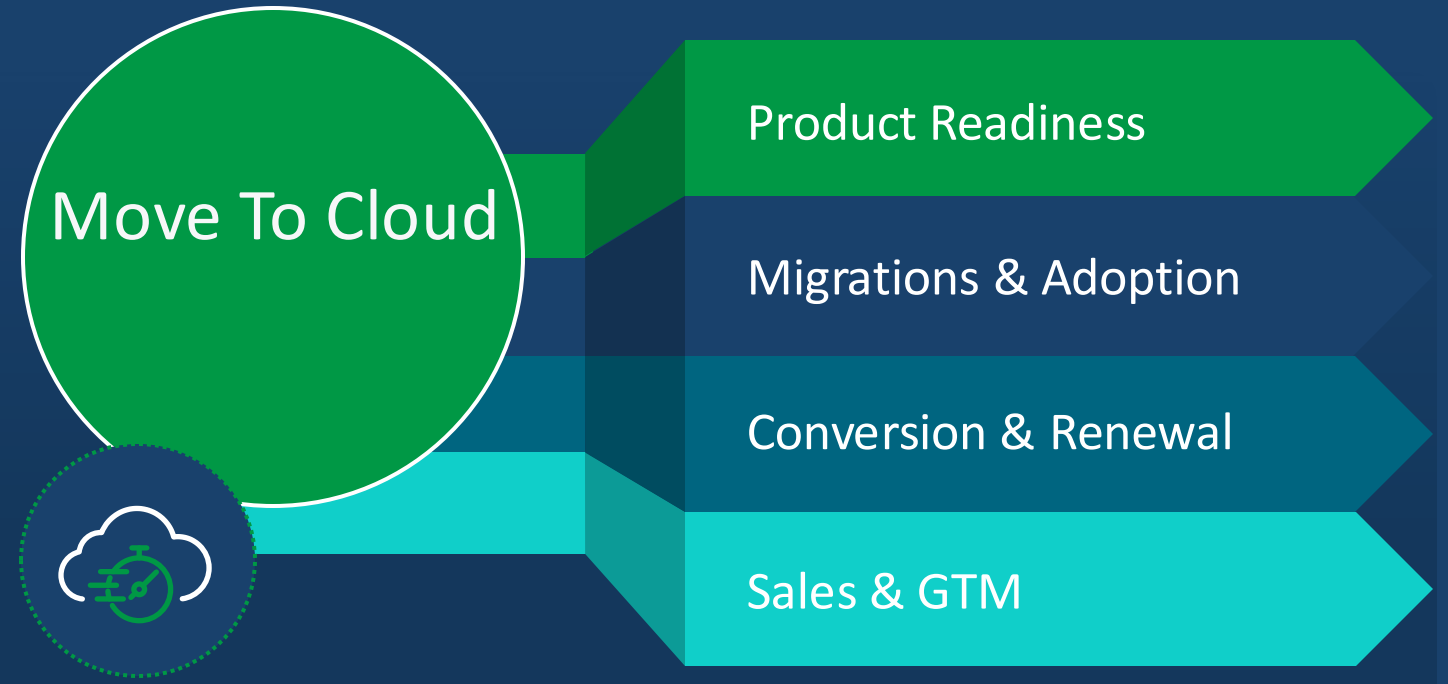 Move To Cloud
Product Readiness
Migrations & Adoption
Conversion & Renewal
Sales & GTM